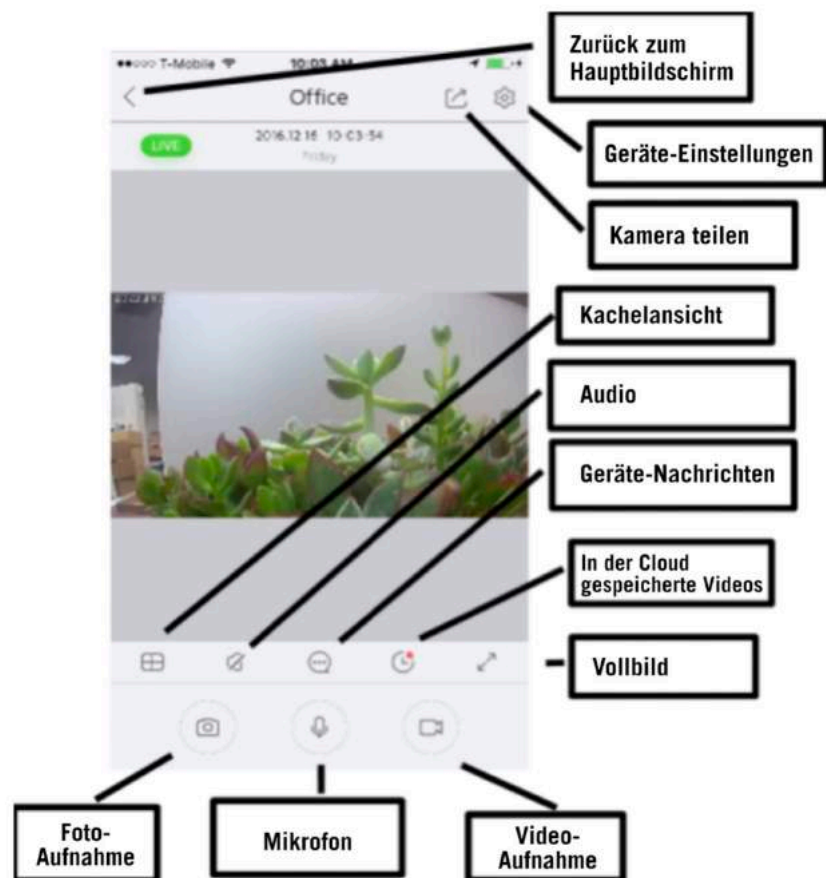 Zurück zum
Hauptbildschirm
T-Mobile 10:03 AM
Office
Geräte-Einstellungen
LIVE
2016.12.16 10:03:54
Friday
Kamera teilen
Kachelansicht
Audio
Geräte-Nachrichten
In der Cloud
gespeicherte Videos
Vollbild
Foto-
Aufnahme
Mikrofon
Video-
Aufnahme